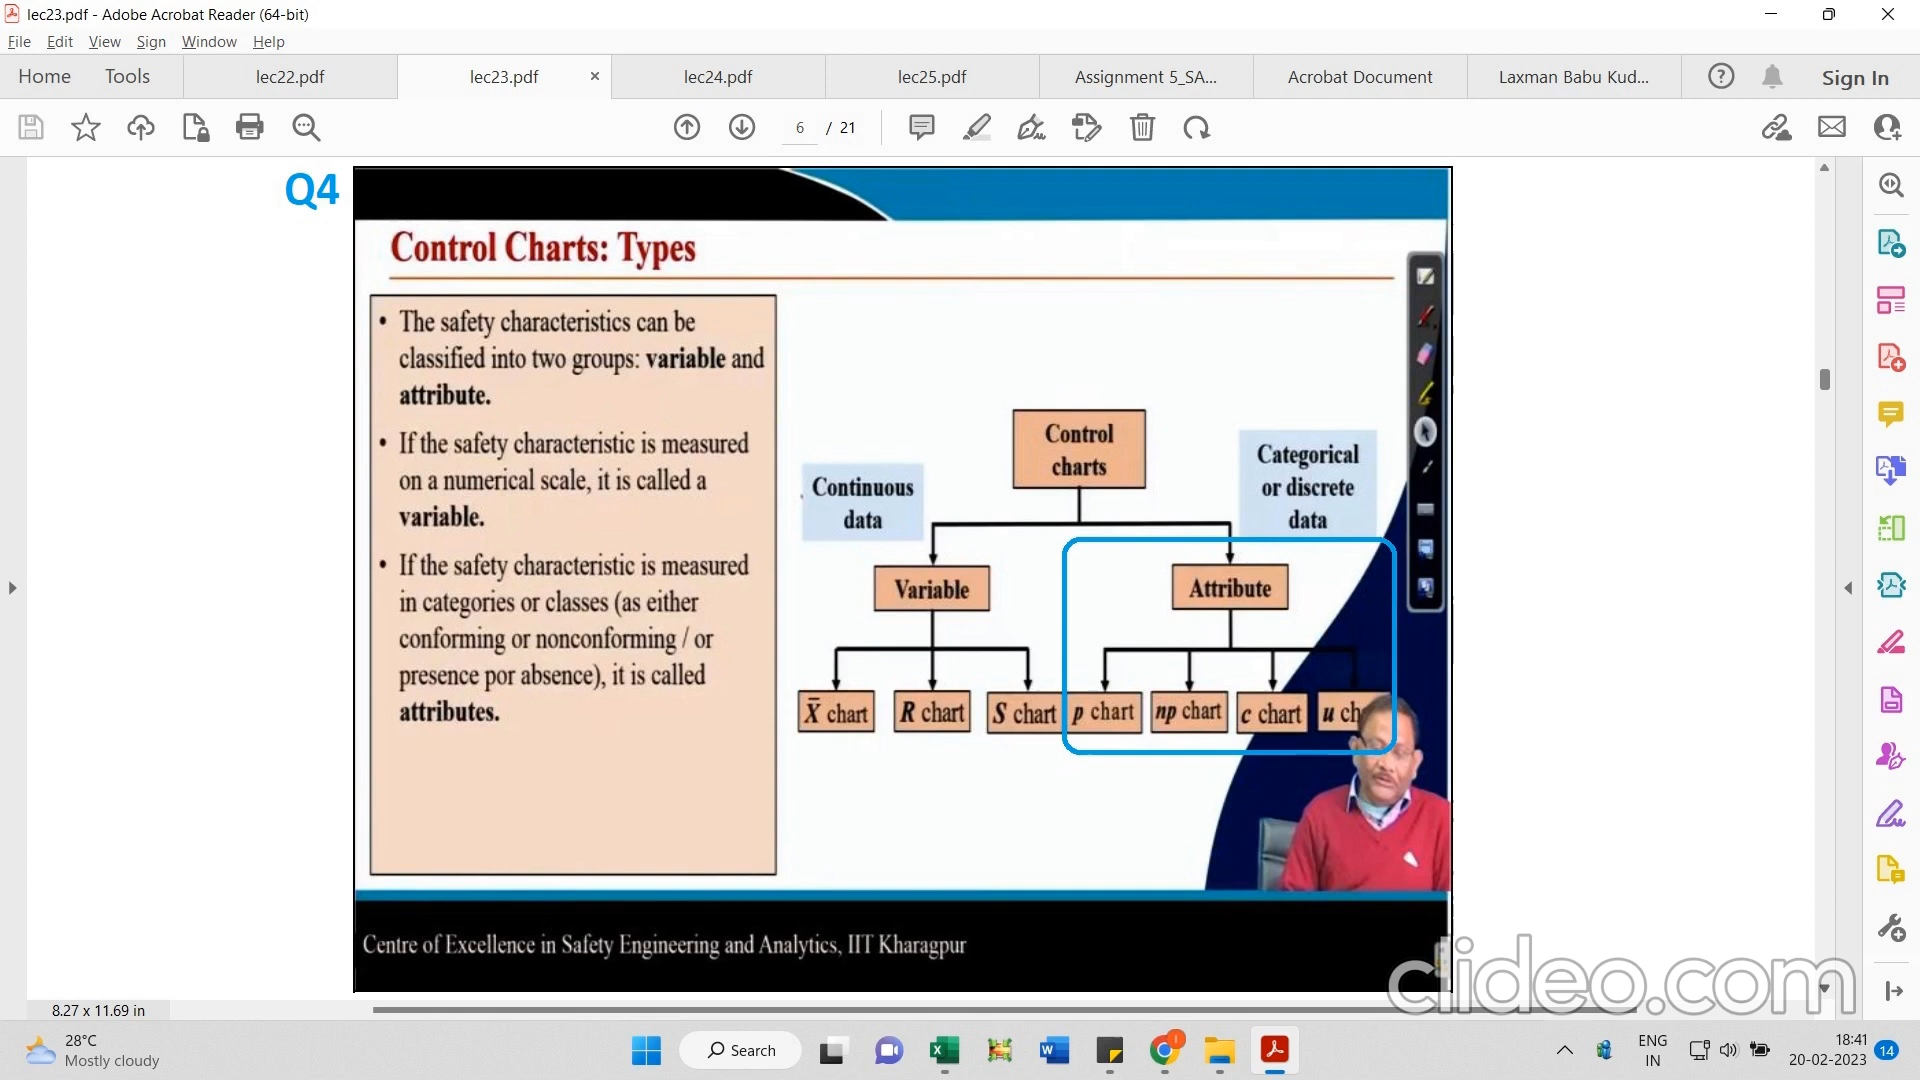 lec23.pdf - Adobe Acrobat Reader (64-bit)
File Edit View Sign Window Help
Home Tools lec22.pdf lec23.pdf × lec24.pdf lec25.pdf Assignment 5_SA... Acrobat Document Laxman Babu Kud... Sign In
6 / 21
Q4
Control Charts: Types
• The safety characteristics can be
classified into two groups: variable and
attribute.
• If the safety characteristic is measured
on a numerical scale, it is called a
variable.
• If the safety characteristic is measured
in categories or classes (as either
conforming or nonconforming / or
presence por absence), it is called
attributes.
Control
charts
Continuous
data
Categorical
or discrete
data
Variable
Attribute
X̅ chart R chart S chart p chart np chart c chart u ch
Centre of Excellence in Safety Engineering and Analytics, IIT Kharagpur
clideo.com
8.27 x 11.69 in
28°C
Mostly cloudy
Search
ENG
IN
18:41
20-02-2023
14